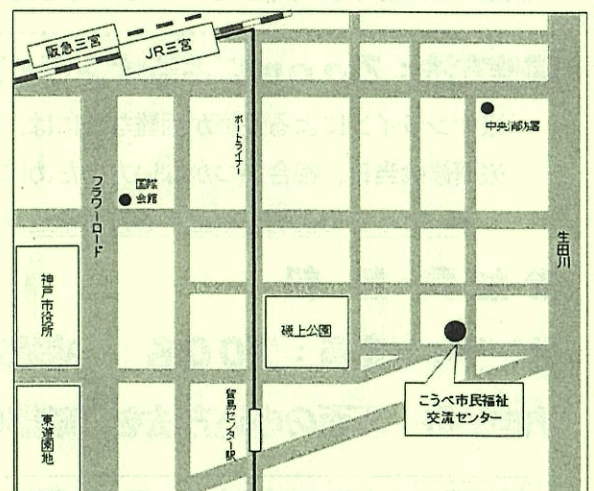 阪急三宮
JR三宮
ポートライナー
中央消防署
フラワーロード
国際
会館
生田川
神戸市役所
磯上公園
こうべ市民福祉
交流センター
貿易センター駅
東遊園地